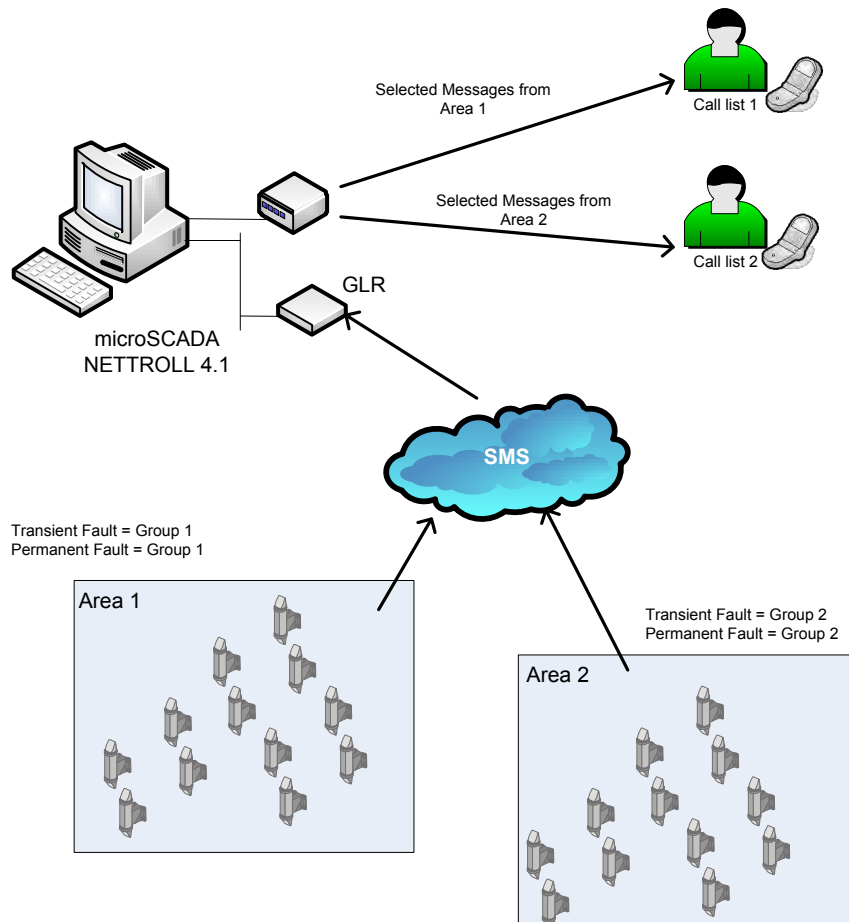 Selected Messages from
Area 1
Call list 1
Selected Messages from
Area 2
Call list 2
GLR
microSCADA
NETTROLL 4.1
SMS
Transient Fault = Group 1
Permanent Fault = Group 1
Area 1
Transient Fault = Group 2
Permanent Fault = Group 2
Area 2